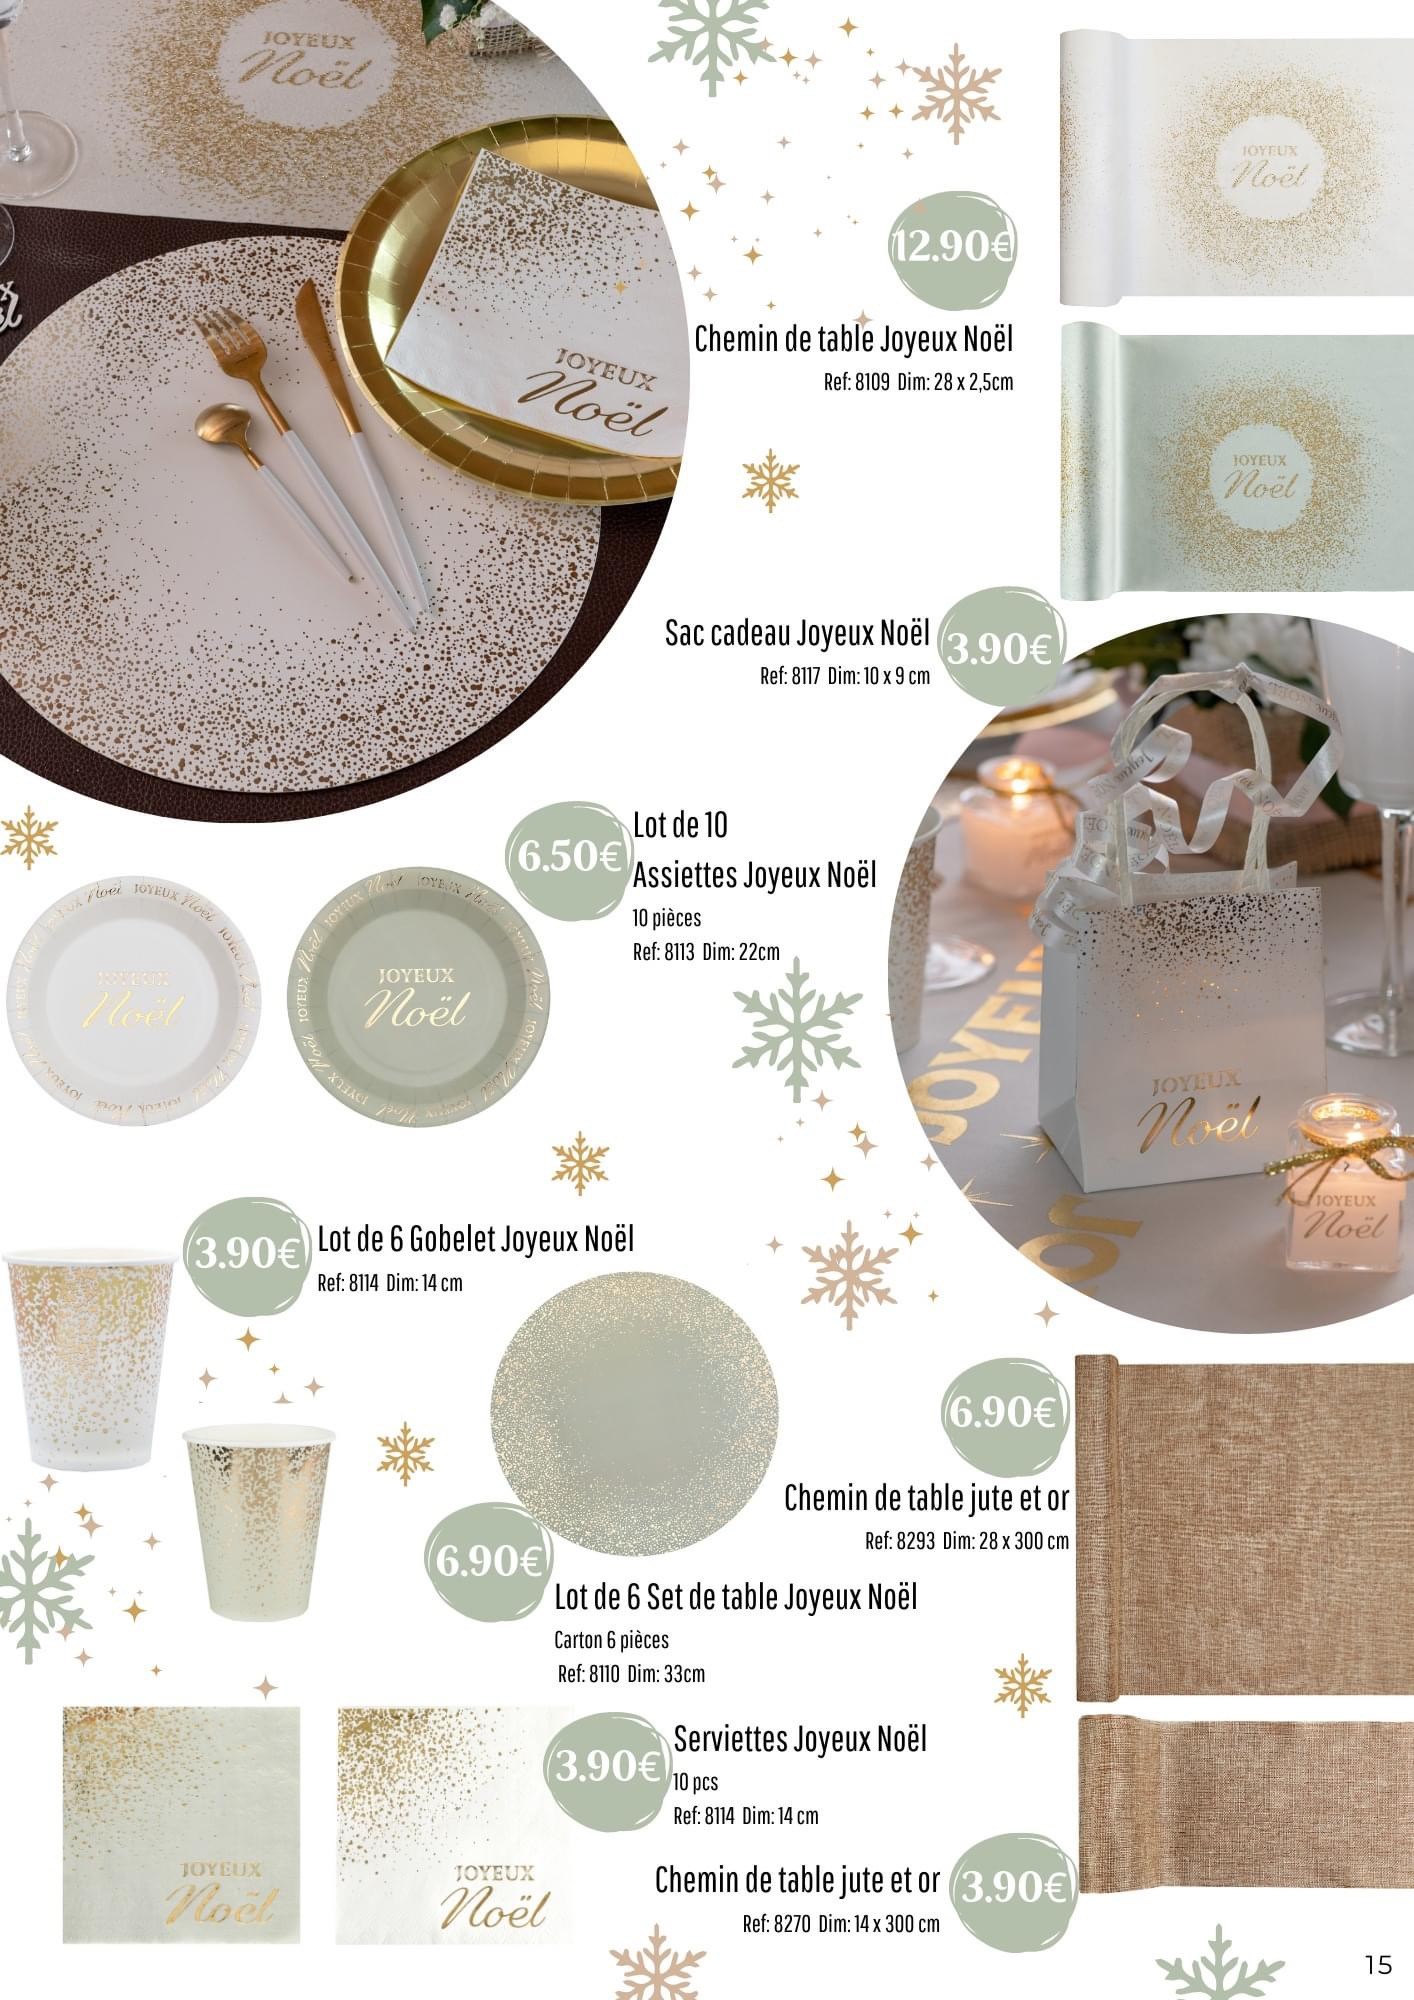 JOYEUX
Noël
JOYEUX
Noël
12.90€
Chemin de table Joyeux Noël
Ref: 8109 Dim: 28 x 2,5cm
JOYEUX
Noël
JOYEUX
Noël
Sac cadeau Joyeux Noël
Ref: 8117 Dim: 10 x 9 cm
3.90€
6.50€
Lot de 10
Assiettes Joyeux Noël
10 pièces
Ref: 8113 Dim: 22cm
JOYEUX
Noël
JOYEUX
Noël
JOYEUX
Noël
JOYEUX
Noël
3.90€
Lot de 6 Gobelet Joyeux Noël
Ref: 8114 Dim: 14 cm
6.90€
Chemin de table jute et or
Ref: 8293 Dim: 28 x 300 cm
6.90€
Lot de 6 Set de table Joyeux Noël
Carton 6 pièces
Ref: 8110 Dim: 33cm
3.90€
Serviettes Joyeux Noël
10 pcs
Ref: 8114 Dim: 14 cm
JOYEUX
Noël
JOYEUX
Noël
Chemin de table jute et or
Ref: 8270 Dim: 14 x 300 cm
3.90€
15